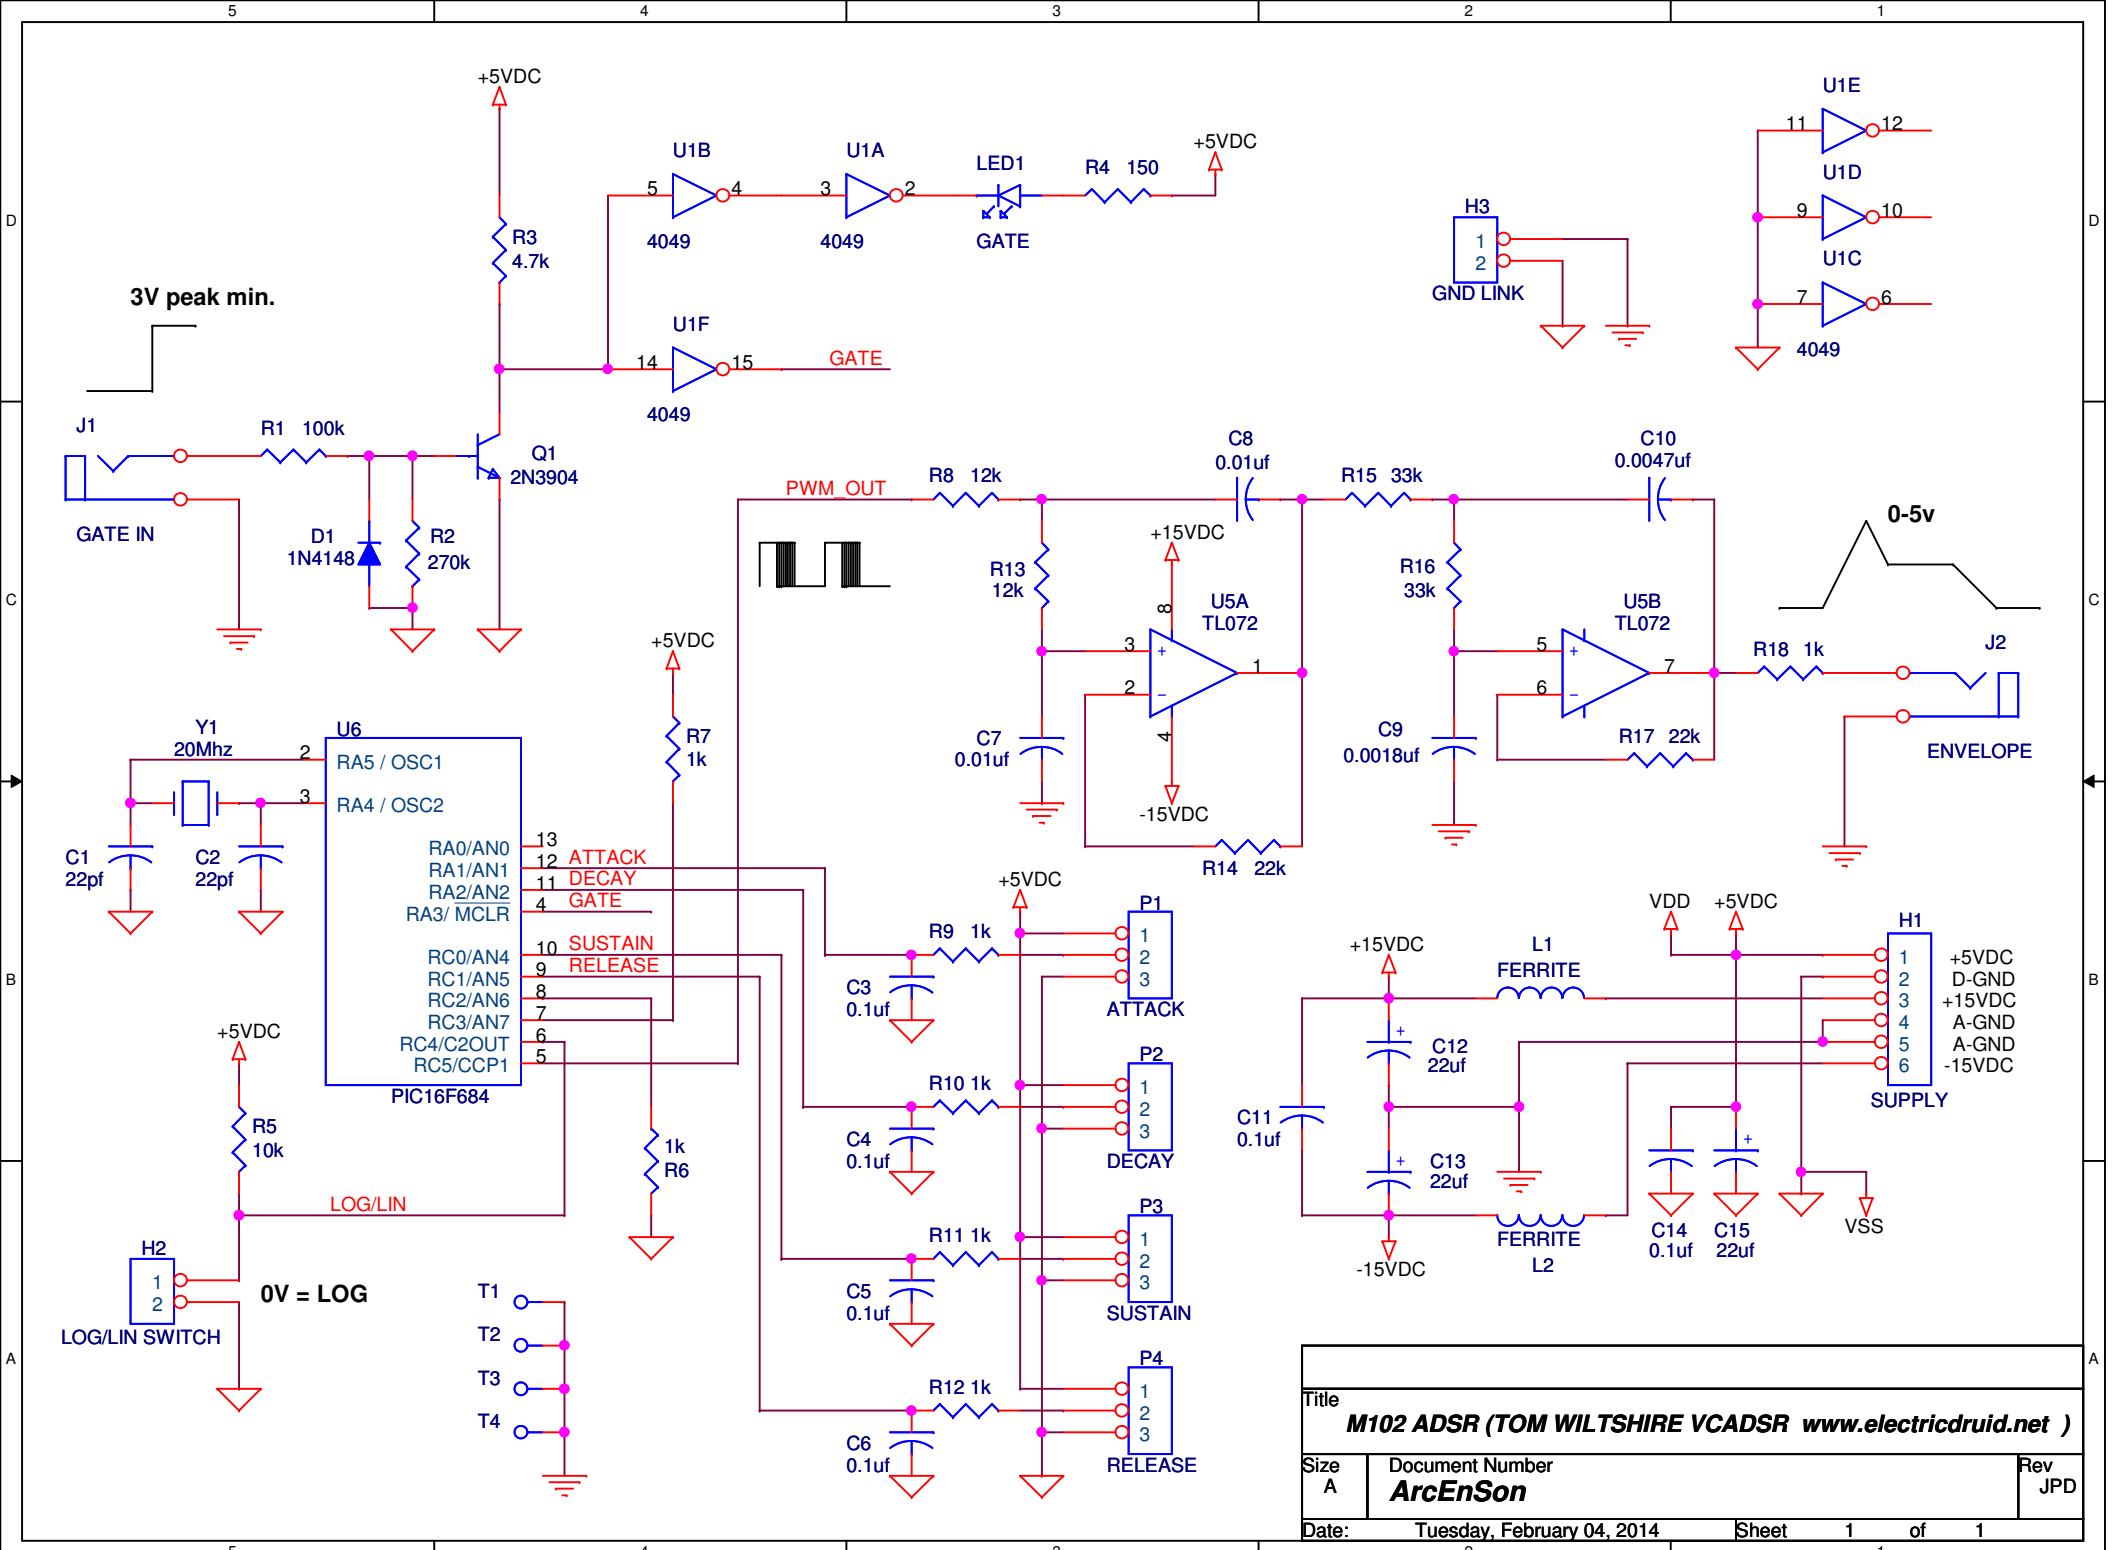 5 4 3 2 1
D
D
C
C
B
B
A
A
+5VDC
R3
4.7k
3V peak min.
J1
GATE IN
R1 100k
D1
1N4148
R2
270k
Q1
2N3904
U1B
5 4
4049
U1A
3 2
4049
LED1
GATE
R4 150
+5VDC
U1F
14 15
GATE
4049
H3
1
2
GND LINK
U1E
11 12
U1D
9 10
U1C
7 6
4049
PWM_OUT
R8 12k
R13
12k
C8
0.01uf
+15VDC
8
U5A
TL072
3
+
2
–
1
4
-15VDC
C7
0.01uf
R14 22k
R15 33k
R16
33k
C10
0.0047uf
U5B
TL072
5
+
6
–
7
C9
0.0018uf
R17 22k
0-5v
R18 1k
J2
ENVELOPE
Y1
20Mhz
C1
22pf
C2
22pf
U6
2 RA5 / OSC1
3 RA4 / OSC2
RA0/AN0 13
RA1/AN1 12 ATTACK
RA2/AN2 11 DECAY
RA3/ MCLR 4 GATE
RC0/AN4 10 SUSTAIN
RC1/AN5 9 RELEASE
RC2/AN6 8
RC3/AN7 7
RC4/C2OUT 6
RC5/CCP1 5
PIC16F684
+5VDC
R7
1k
1k
R6
+5VDC
R5
10k
LOG/LIN
H2
1
2
LOG/LIN SWITCH
0V = LOG
T1
T2
T3
T4
+5VDC
R9 1k
C3
0.1uf
P1
1
2
3
ATTACK
R10 1k
C4
0.1uf
P2
1
2
3
DECAY
R11 1k
C5
0.1uf
P3
1
2
3
SUSTAIN
R12 1k
C6
0.1uf
P4
1
2
3
RELEASE
+15VDC
L1
FERRITE
C11
0.1uf
+
C12
22uf
+
C13
22uf
-15VDC
FERRITE
L2
VDD +5VDC
H1
1 +5VDC
2 D-GND
3 +15VDC
4 A-GND
5 A-GND
6 -15VDC
SUPPLY
C14
0.1uf
+
C15
22uf
VSS
Title
M102 ADSR (TOM WILTSHIRE VCADSR www.electricdruid.net )
Size
A
Document Number
ArcEnSon
Rev
JPD
Date: Tuesday, February 04, 2014 Sheet 1 of 1